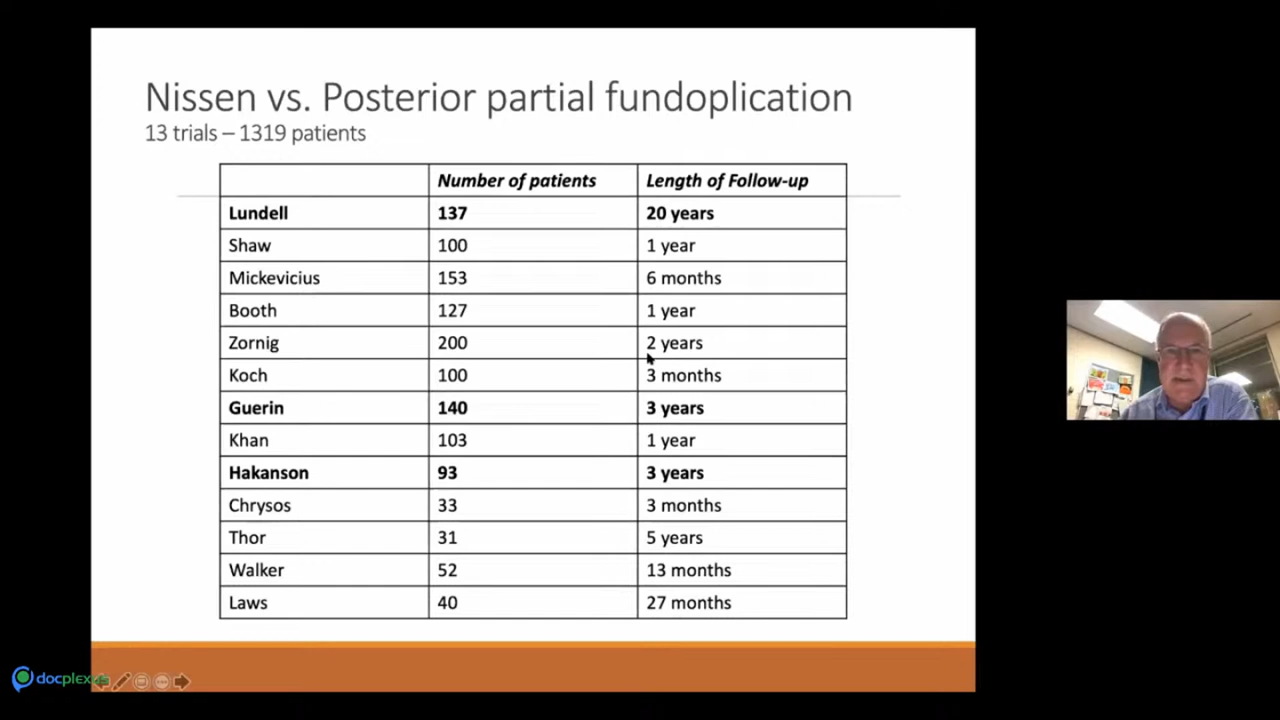 Nissen vs. Posterior partial fundoplication
13 trials – 1319 patients
Number of patients Length of Follow-up
Lundell 137 20 years
Shaw 100 1 year
Mickevicius 153 6 months
Booth 127 1 year
Zornig 200 2 years
Koch 100 3 months
Guerin 140 3 years
Khan 103 1 year
Hakanson 93 3 years
Chrysos 33 3 months
Thor 31 5 years
Walker 52 13 months
Laws 40 27 months
docplexus